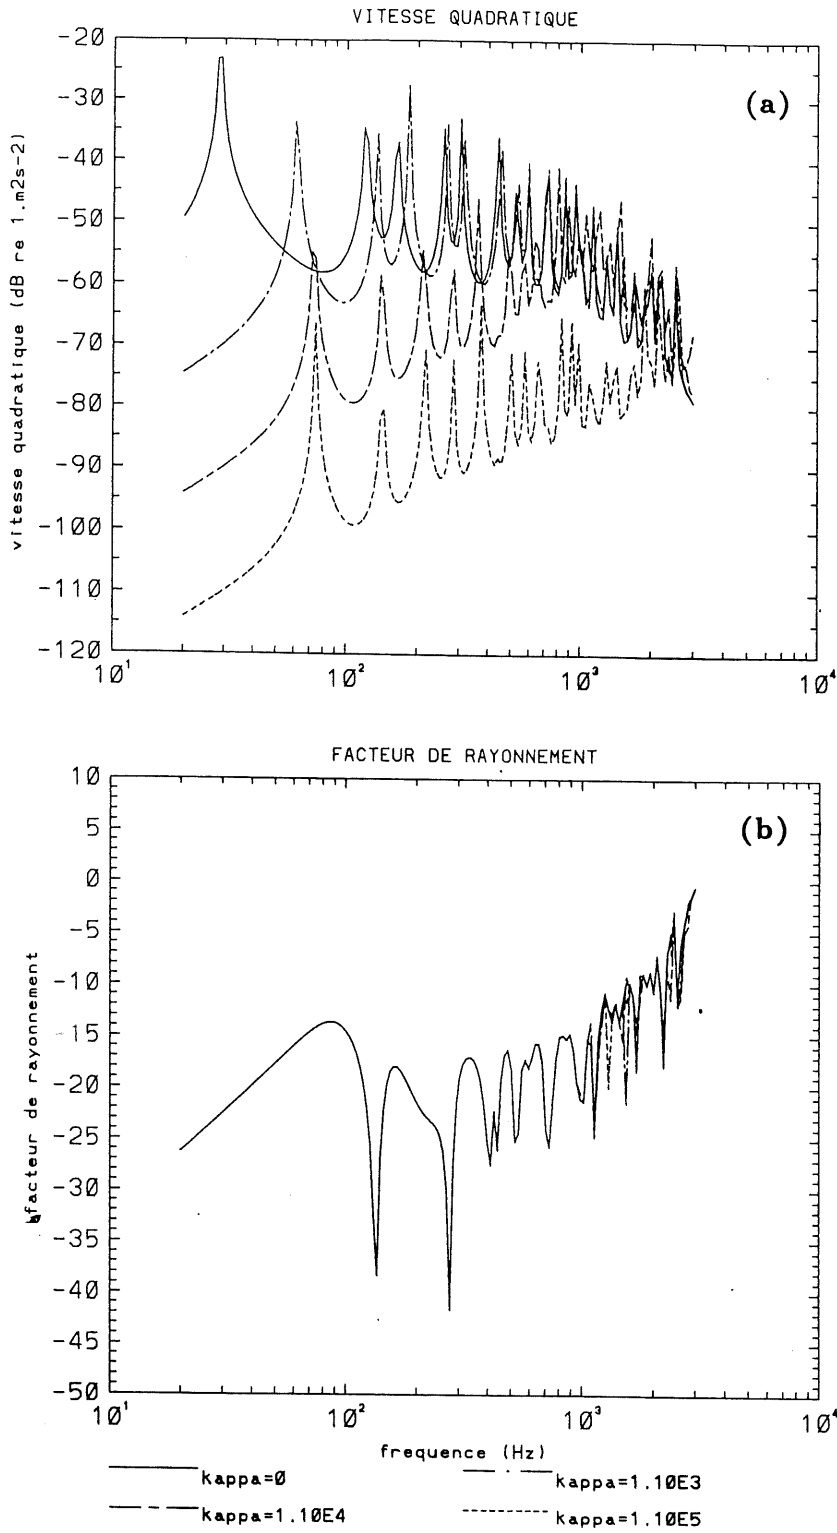 VITESSE QUADRATIQUE
(a)
vitesse quadratique (dB re 1.m2s-2)
-20
-30
-40
-50
-60
-70
-80
-90
-100
-110
-120
10¹
10²
10³
10⁴
FACTEUR DE RAYONNEMENT
(b)
facteur de rayonnement
10
5
0
-5
-10
-15
-20
-25
-30
-35
-40
-45
-50
10¹
10²
10³
10⁴
fréquence (Hz)
kappa=0
kappa=1.10E3
kappa=1.10E4
kappa=1.10E5